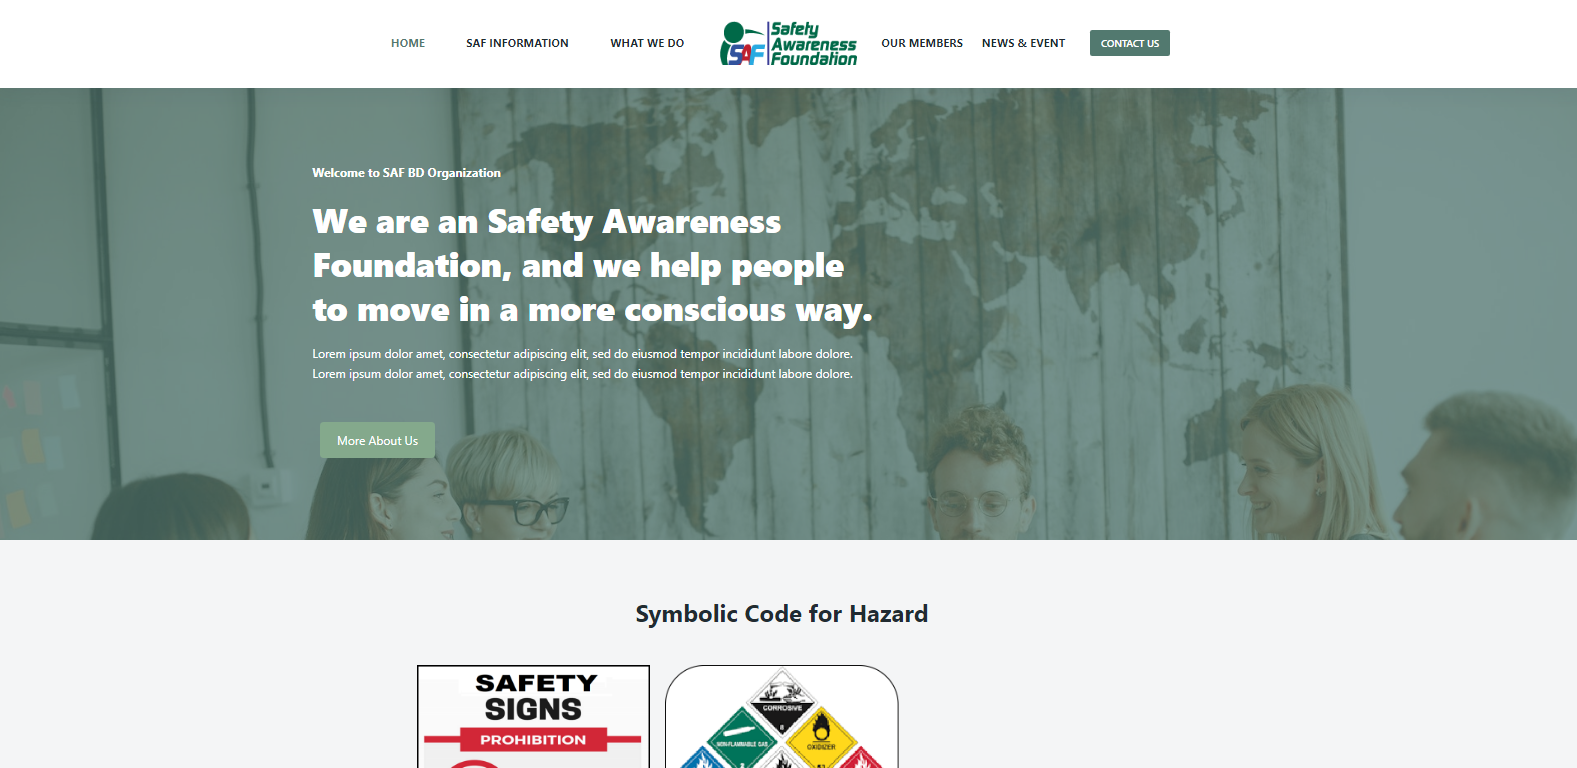 HOME
SAF INFORMATION
WHAT WE DO
SAF
Safety
Awareness
Foundation
OUR MEMBERS
NEWS & EVENT
CONTACT US
Welcome to SAF BD Organization
We are an Safety Awareness
Foundation, and we help people
to move in a more conscious way.
Lorem ipsum dolor amet, consectetur adipiscing elit, sed do eiusmod tempor incididunt labore dolore.
Lorem ipsum dolor amet, consectetur adipiscing elit, sed do eiusmod tempor incididunt labore dolore.
More About Us
Symbolic Code for Hazard
SAFETY
SIGNS
PROHIBITION
CORROSIVE
8
NON-FLAMMABLE GAS
OXIDIZER